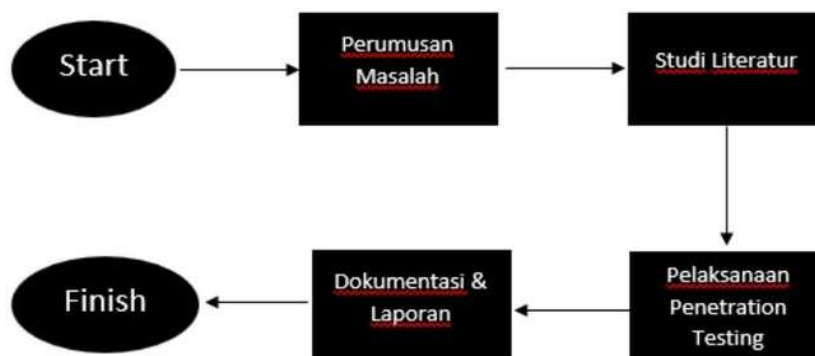 Start
Perumusan
Masalah
Studi Literatur
Pelaksanaan
Penetration
Testing
Dokumentasi &
Laporan
Finish